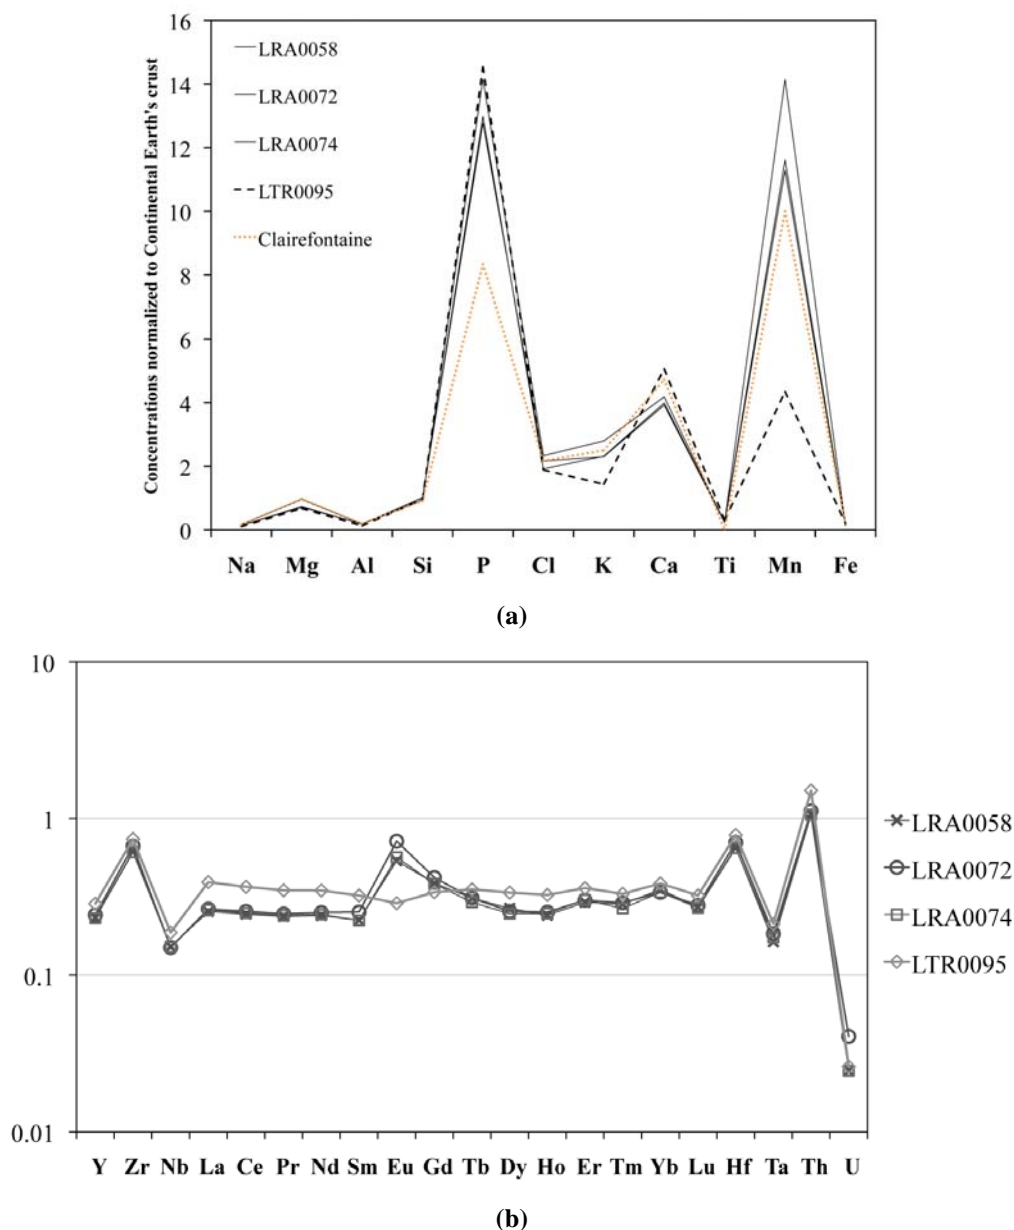 16
14
12
10
8
6
4
2
0
Concentrations normalized to Continental Earth's crust
LRA0058
LRA0072
LRA0074
LTR0095
Clairefontaine
Na Mg Al Si P Cl K Ca Ti Mn Fe
(a)
10
1
0.1
0.01
LRA0058
LRA0072
LRA0074
LTR0095
Y Zr Nb La Ce Pr Nd Sm Eu Gd Tb Dy Ho Er Tm Yb Lu Hf Ta Th U
(b)